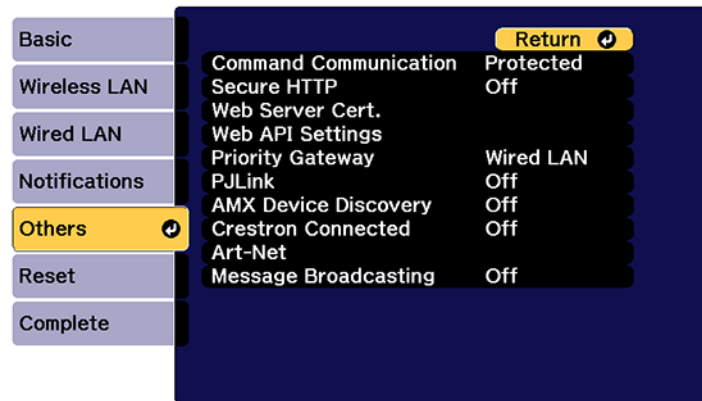 Basic
Wireless LAN
Wired LAN
Notifications
Others
Reset
Complete
Return
Command Communication Protected
Secure HTTP Off
Web Server Cert.
Web API Settings
Priority Gateway Wired LAN
PJLink Off
AMX Device Discovery Off
Crestron Connected Off
Art-Net
Message Broadcasting Off